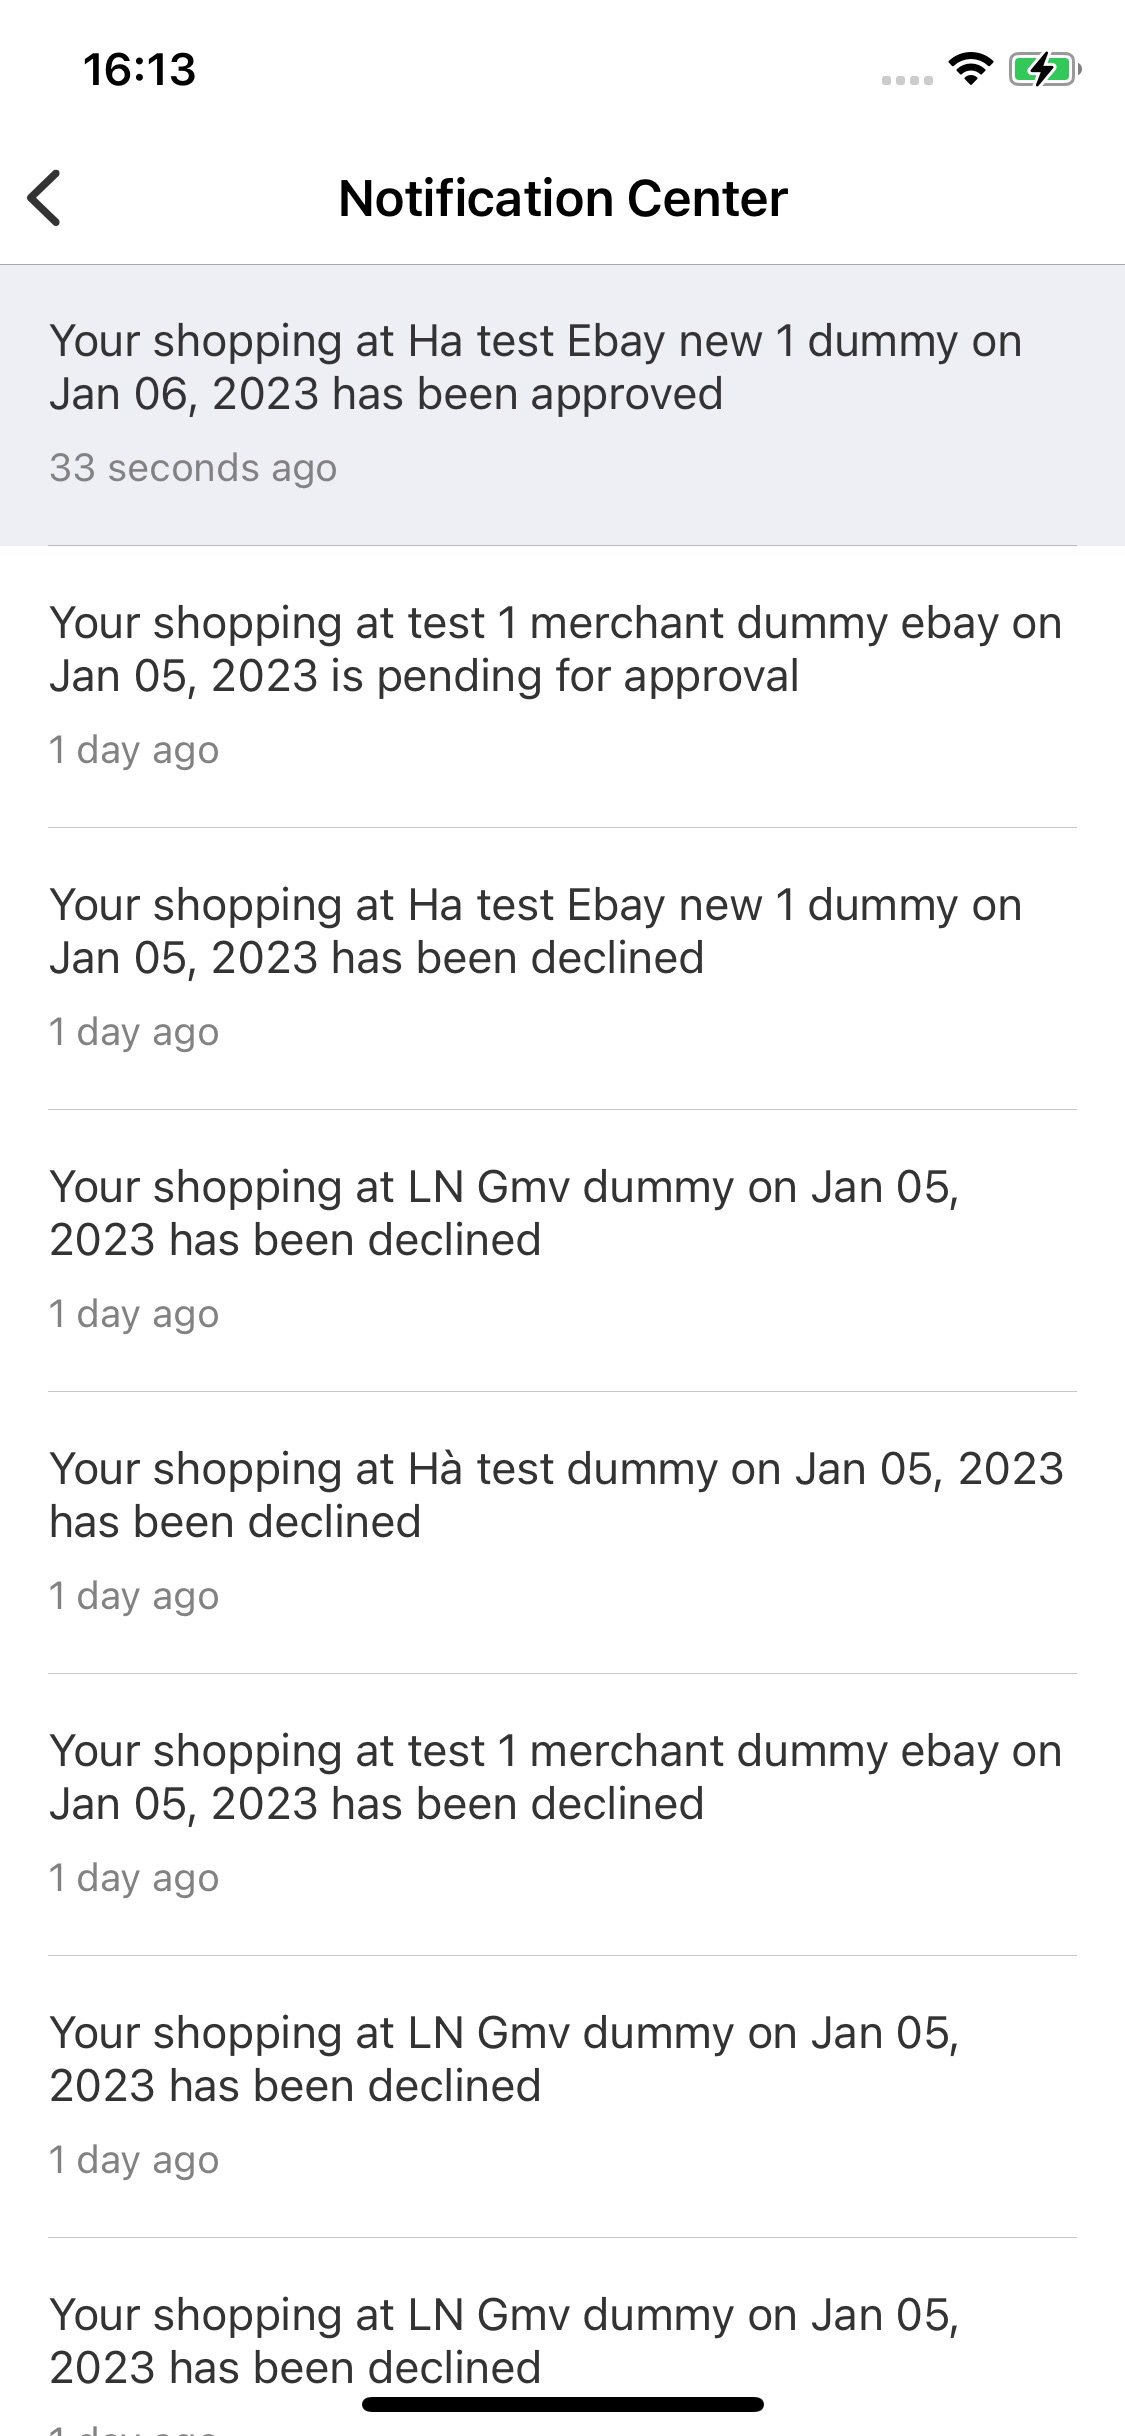 16:13
Notification Center
Your shopping at Ha test Ebay new 1 dummy on
Jan 06, 2023 has been approved
33 seconds ago
Your shopping at test 1 merchant dummy ebay on
Jan 05, 2023 is pending for approval
1 day ago
Your shopping at Ha test Ebay new 1 dummy on
Jan 05, 2023 has been declined
1 day ago
Your shopping at LN Gmv dummy on Jan 05,
2023 has been declined
1 day ago
Your shopping at Hà test dummy on Jan 05, 2023
has been declined
1 day ago
Your shopping at test 1 merchant dummy ebay on
Jan 05, 2023 has been declined
1 day ago
Your shopping at LN Gmv dummy on Jan 05,
2023 has been declined
1 day ago
Your shopping at LN Gmv dummy on Jan 05,
2023 has been declined
1 day ago